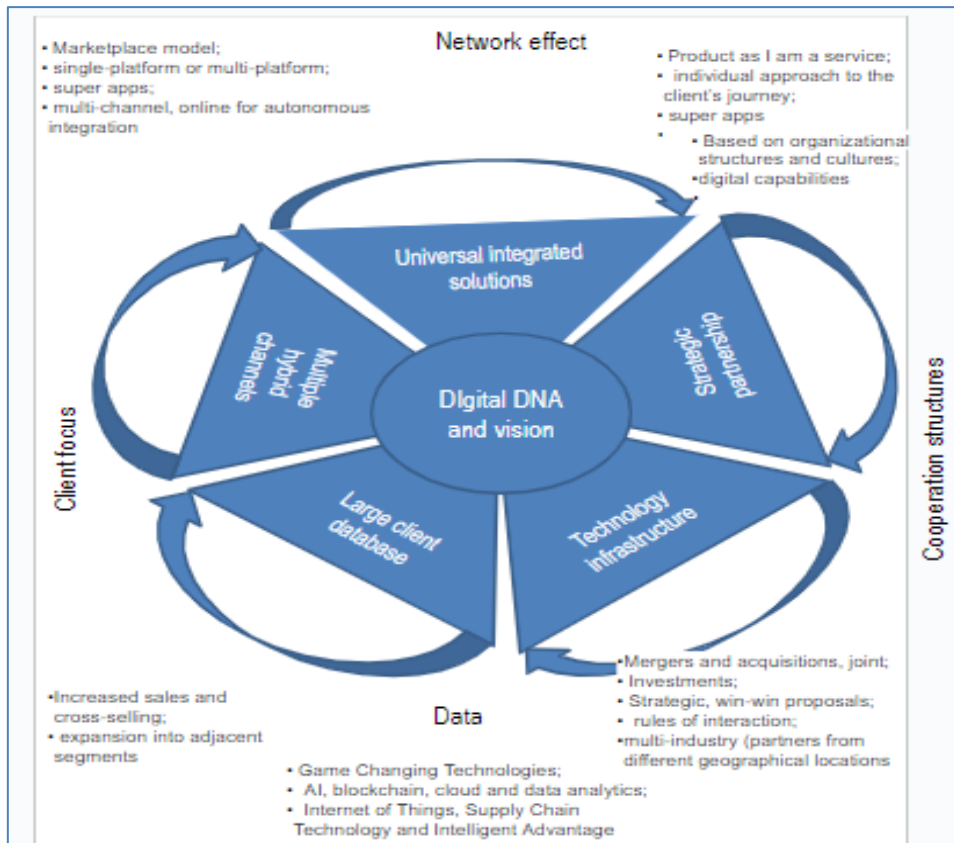 Network effect
• Marketplace model;
• single-platform or multi-platform;
• super apps;
• multi-channel, online for autonomous
integration
• Product as I am a service;
• individual approach to the
client's journey;
• super apps
•
• Based on organizational
structures and cultures;
•digital capabilities
•
Universal integrated
solutions
Multiple
hybrid
channels
Strategic
partnership
DIgital DNA
and vision
Client focus
Cooperation structures
Large client
database
Technology
infrastructure
•Increased sales and
cross-selling;
• expansion into adjacent
segments
Data
•Mergers and acquisitions, joint;
• Investments;
• Strategic, win-win proposals;
• rules of interaction;
•multi-industry (partners from
different geographical locations
• Game Changing Technologies;
• AI, blockchain, cloud and data analytics;
• Internet of Things, Supply Chain
Technology and Intelligent Advantage